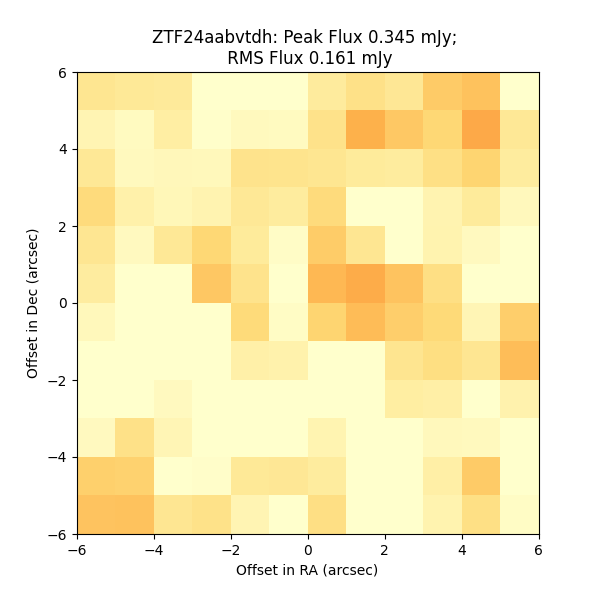 ZTF24aabvtdh: Peak Flux 0.345 mJy;
RMS Flux 0.161 mJy
6
4
2
0
−2
−4
−6
Offset in Dec (arcsec)
−6 −4 −2 0 2 4 6
Offset in RA (arcsec)